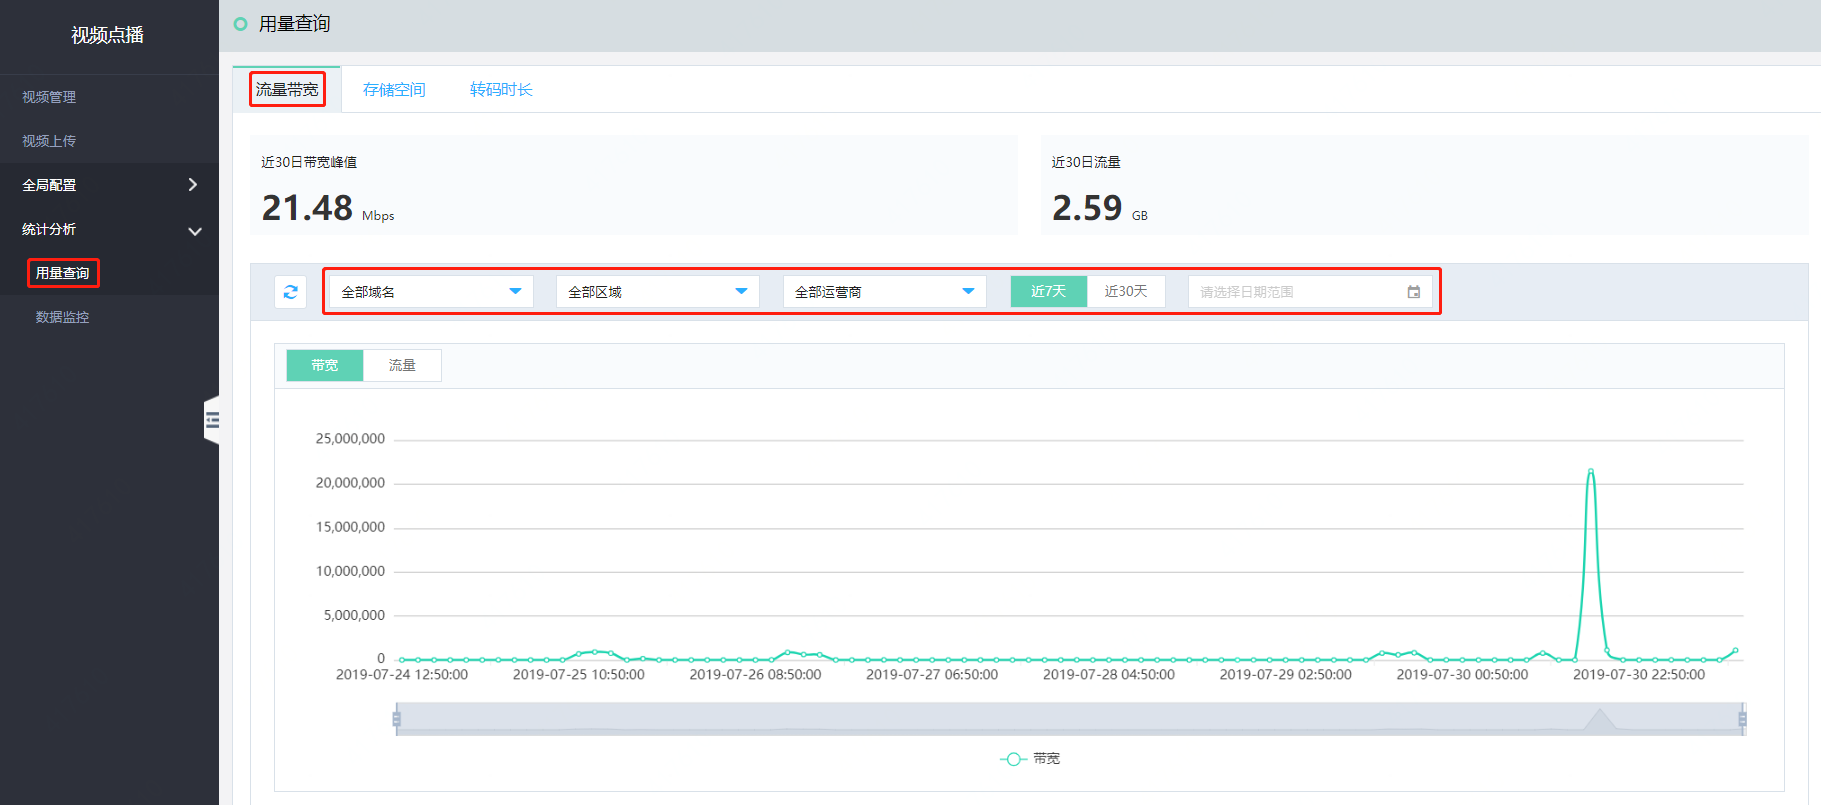 视频点播
视频管理
视频上传
全局配置
统计分析
用量查询
数据监控
用量查询
流量带宽 存储空间 转码时长
近30日带宽峰值
21.48 Mbps
近30日流量
2.59 GB
全部域名 全部区域 全部运营商 近7天 近30天 请选择日期范围
带宽 流量
25,000,000
20,000,000
15,000,000
10,000,000
5,000,000
0
2019-07-24 12:50:00 2019-07-25 10:50:00 2019-07-26 08:50:00 2019-07-27 06:50:00 2019-07-28 04:50:00 2019-07-29 02:50:00 2019-07-30 00:50:00 2019-07-30 22:50:00
带宽